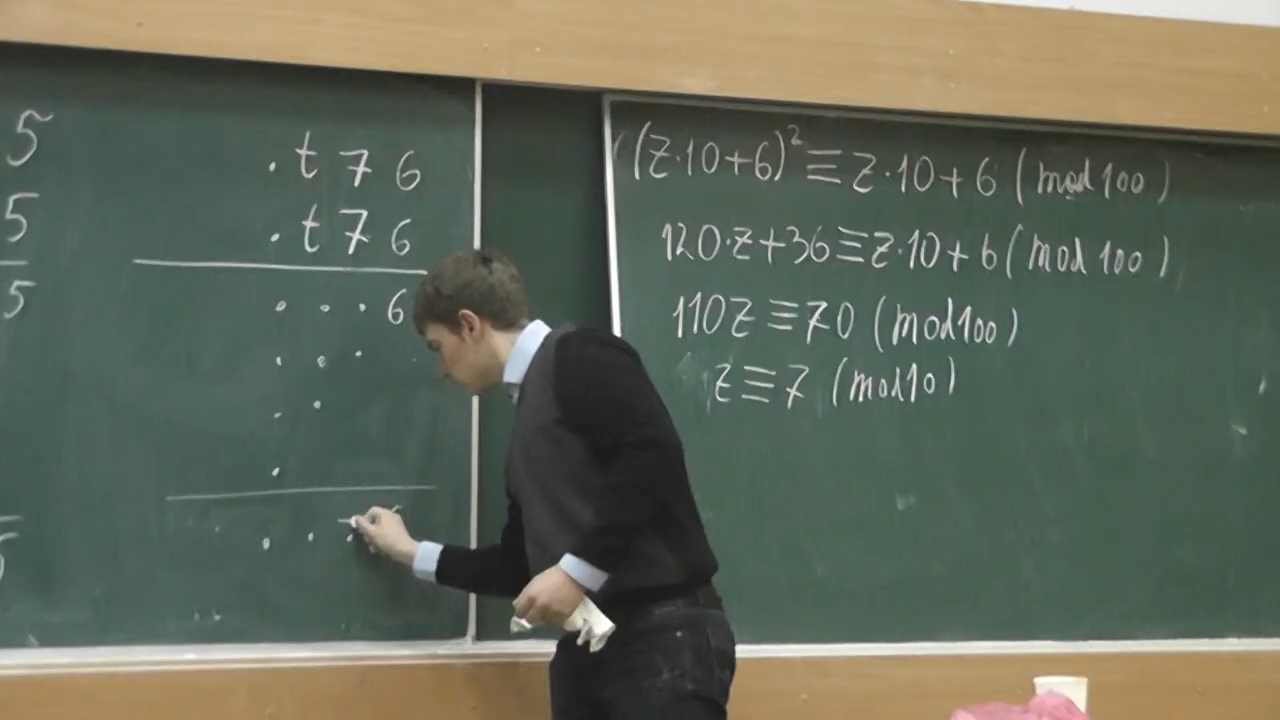 5
5
5
. t 7 6
. t 7 6
. . . 6
. . .
. .
.
. . . .
(z·10+6)² ≡ z·10+6 (mod 100)
120·z+36 ≡ z·10+6 (mod 100)
110z ≡ 70 (mod 100)
z ≡ 7 (mod 10)